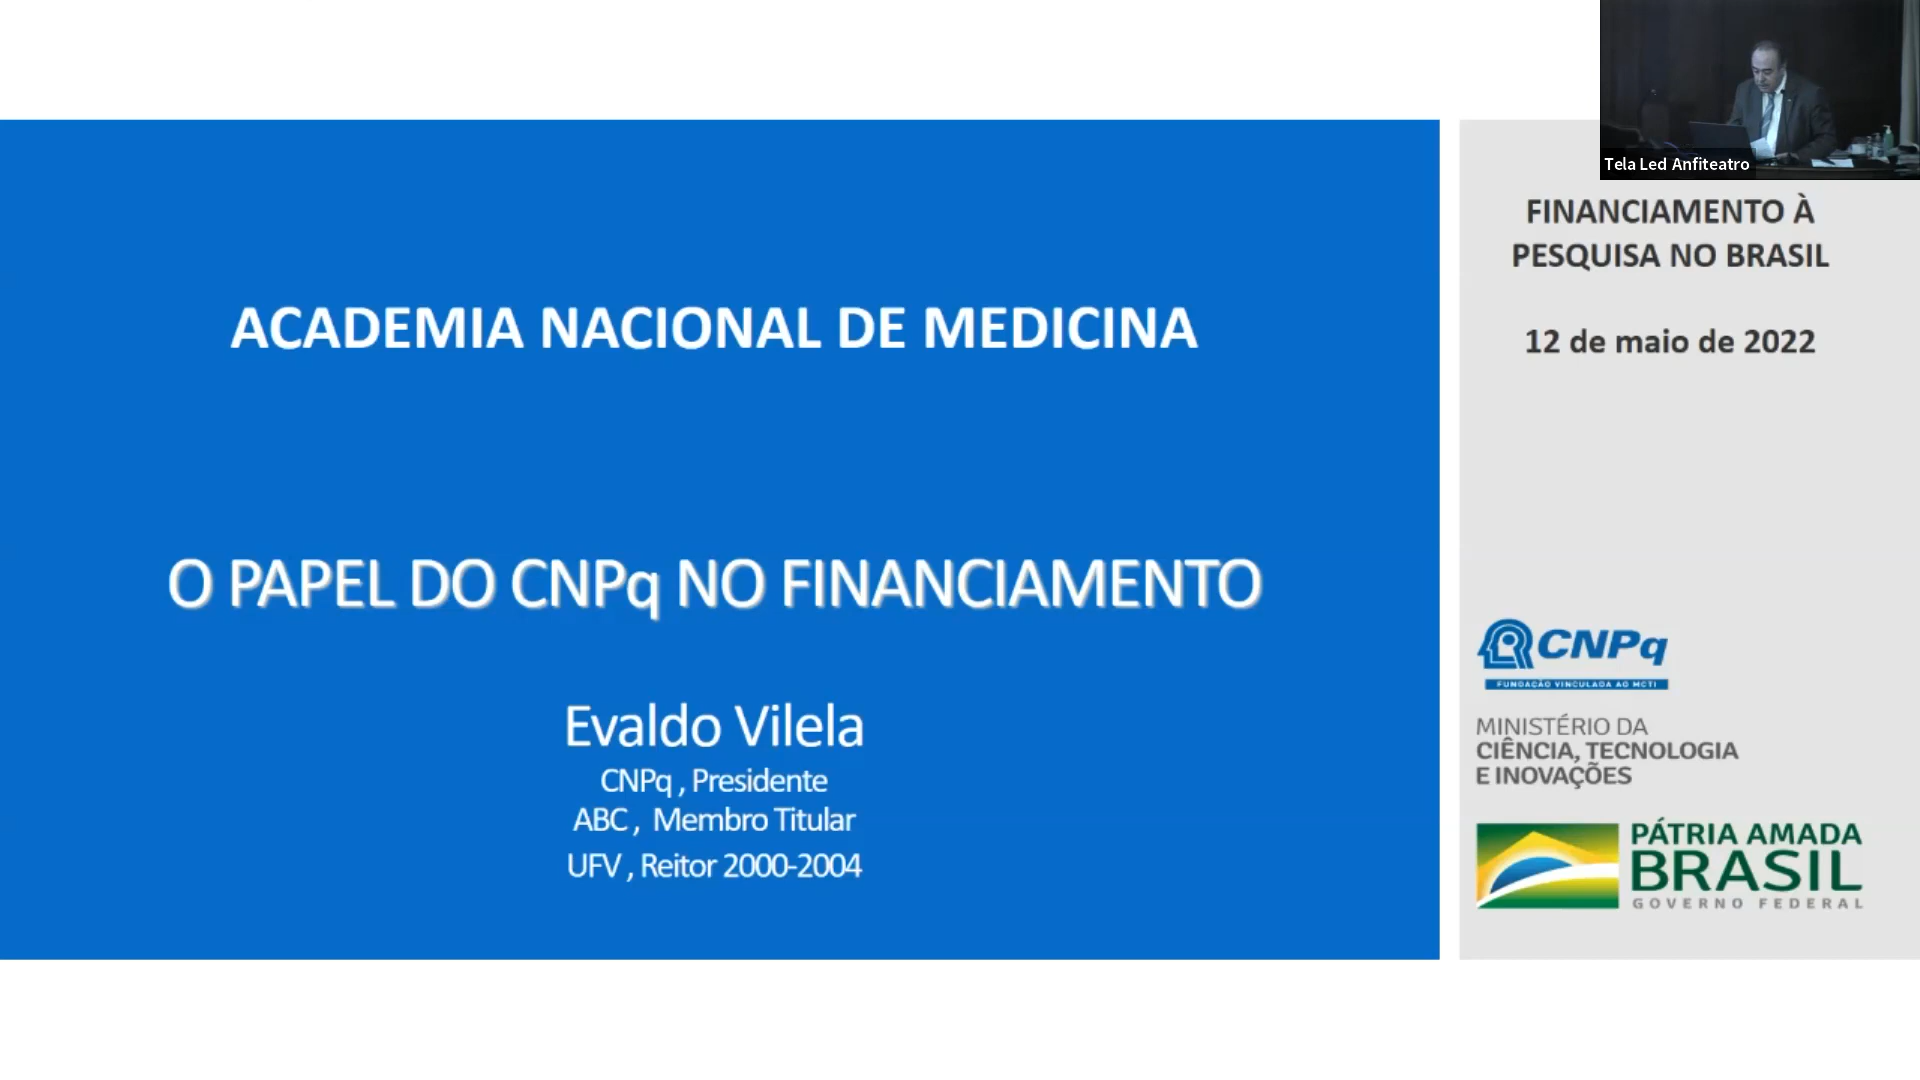 Tela Led Anfiteatro
ACADEMIA NACIONAL DE MEDICINA
O PAPEL DO CNPq NO FINANCIAMENTO
Evaldo Vilela
CNPq , Presidente
ABC , Membro Titular
UFV , Reitor 2000-2004
FINANCIAMENTO À
PESQUISA NO BRASIL
12 de maio de 2022
CNPq
FUNDAÇÃO VINCULADA AO MCTI
MINISTÉRIO DA
CIÊNCIA, TECNOLOGIA
E INOVAÇÕES
PÁTRIA AMADA
BRASIL
GOVERNO FEDERAL